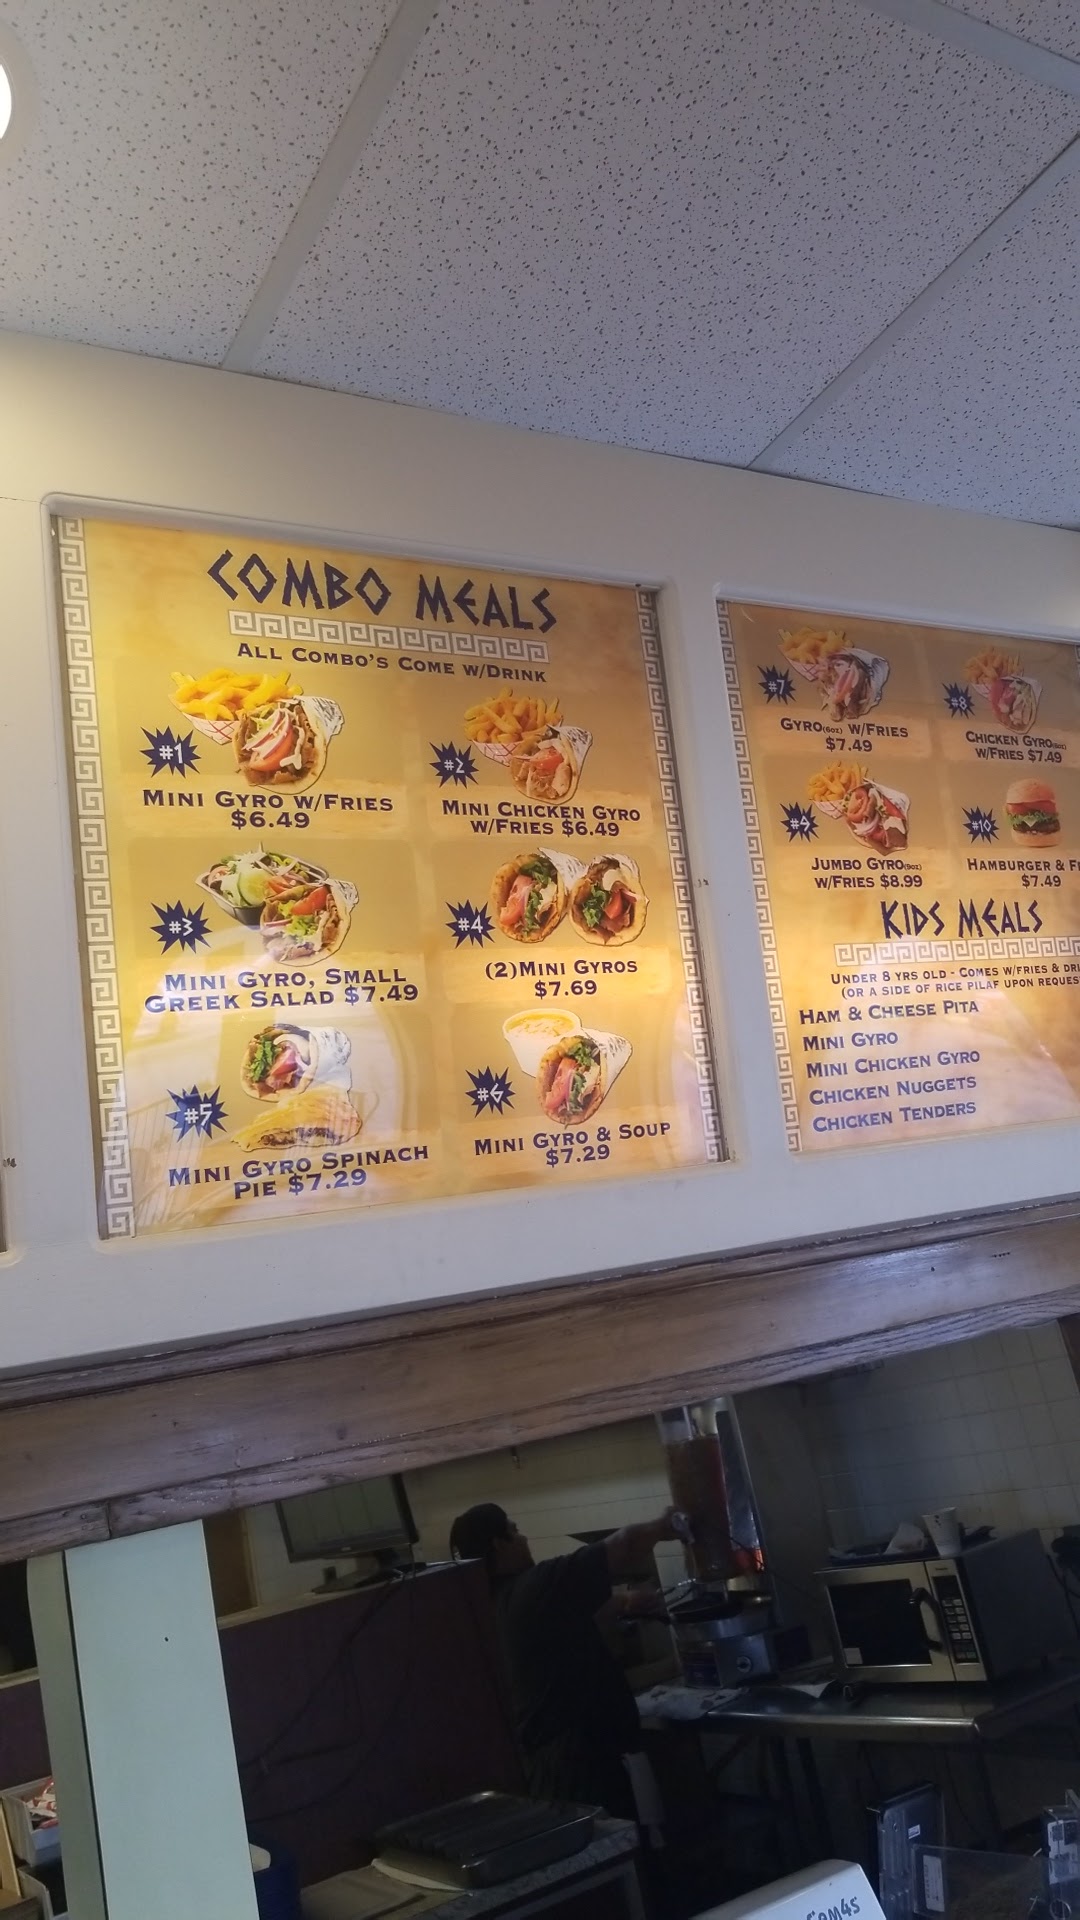 COMBO MEALS
ALL COMBO'S COME W/DRINK
#1
MINI GYRO W/FRIES
$6.49
#2
MINI CHICKEN GYRO
W/FRIES $6.49
#3
MINI GYRO, SMALL
GREEK SALAD $7.49
#4
(2)MINI GYROS
$7.69
#5
MINI GYRO SPINACH
PIE $7.29
#6
MINI GYRO & SOUP
$7.29
#7
GYRO(6oz) W/FRIES
$7.49
#8
CHICKEN GYRO
W/FRIES $7.49
#9
JUMBO GYRO(9oz)
W/FRIES $8.99
#10
HAMBURGER & F
$7.49
KIDS MEALS
UNDER 8 YRS OLD - COMES W/FRIES & DRI
(OR A SIDE OF RICE PILAF UPON REQUES
HAM & CHEESE PITA
MINI GYRO
MINI CHICKEN GYRO
CHICKEN NUGGETS
CHICKEN TENDERS